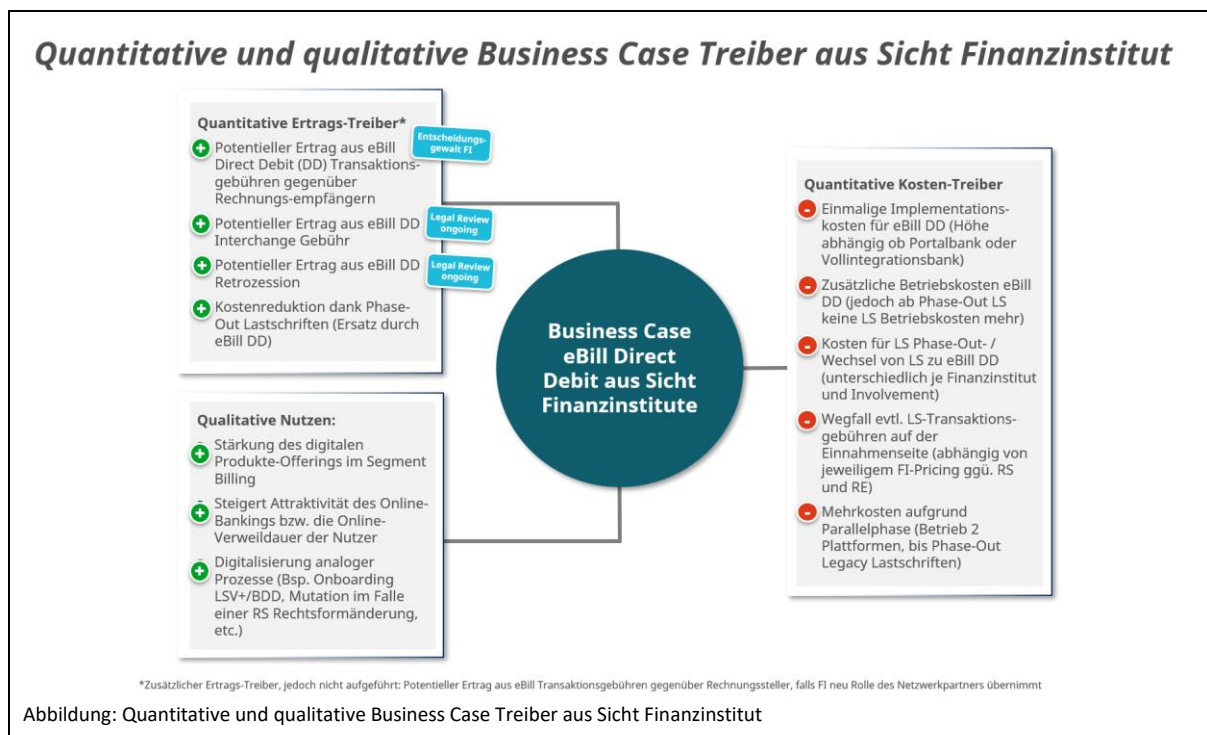 Quantitative und qualitative Business Case Treiber aus Sicht Finanzinstitut
Quantitative Ertrags-Treiber*
Potentieller Ertrag aus eBill
Direct Debit (DD) Transaktions-
gebühren gegenüber
Rechnungs-empfängern
Entscheidungs-
gewalt FI
Potentieller Ertrag aus eBill DD
Interchange Gebühr
Legal Review
ongoing
Potentieller Ertrag aus eBill DD
Retrozession
Legal Review
ongoing
Kostenreduktion dank Phase-
Out Lastschriften (Ersatz durch
eBill DD)
Qualitative Nutzen:
Stärkung des digitalen
Produkte-Offerings im Segment
Billing
Steigert Attraktivität des Online-
Bankings bzw. die Online-
Verweildauer der Nutzer
Digitalisierung analoger
Prozesse (Bsp. Onboarding
LSV+/BDD, Mutation im Falle
einer RS Rechtsformänderung,
etc.)
Business Case
eBill Direct
Debit aus Sicht
Finanzinstitute
Quantitative Kosten-Treiber
Einmalige Implementations-
kosten für eBill DD (Höhe
abhängig ob Portalbank oder
Vollintegrationsbank)
Zusätzliche Betriebskosten eBill
DD (jedoch ab Phase-Out LS
keine LS Betriebskosten mehr)
Kosten für LS Phase-Out- /
Wechsel von LS zu eBill DD
(unterschiedlich je Finanzinstitut
und Involvement)
Wegfall evtl. LS-Transaktions-
gebühren auf der
Einnahmenseite (abhängig von
jeweiligem FI-Pricing ggü. RS
und RE)
Mehrkosten aufgrund
Parallelphase (Betrieb 2
Plattformen, bis Phase-Out
Legacy Lastschriften)
*Zusätzlicher Ertrags-Treiber, jedoch nicht aufgeführt: Potentieller Ertrag aus eBill Transaktionsgebühren gegenüber Rechnungssteller, falls FI neu Rolle des Netzwerkpartners übernimmt
Abbildung: Quantitative und qualitative Business Case Treiber aus Sicht Finanzinstitut